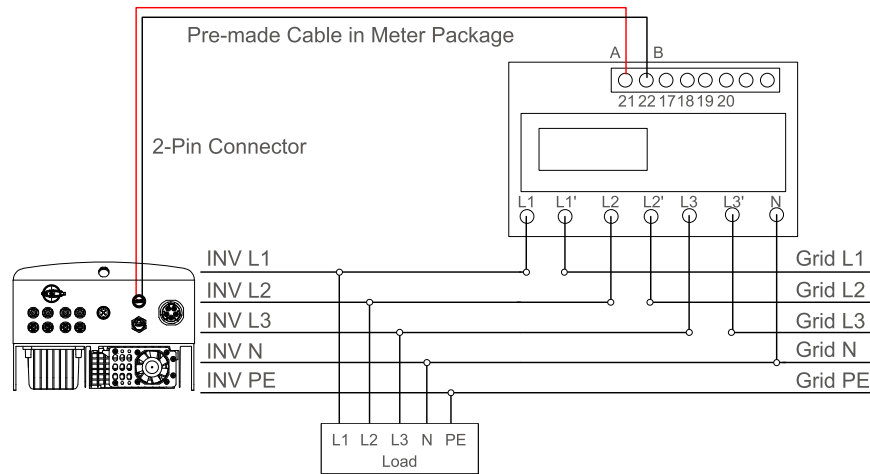 Pre-made Cable in Meter Package
A B
21 22 17 18 19 20
2-Pin Connector
L1 L1' L2 L2' L3 L3' N
INV L1 Grid L1
INV L2 Grid L2
INV L3 Grid L3
INV N Grid N
INV PE Grid PE
L1 L2 L3 N PE
Load